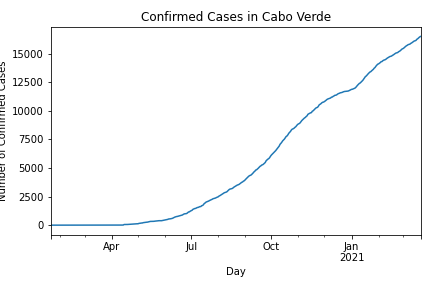 Confirmed Cases in Cabo Verde
Number of Confirmed Cases
15000
12500
10000
7500
5000
2500
0
Apr
Jul
Oct
Jan
2021
Day